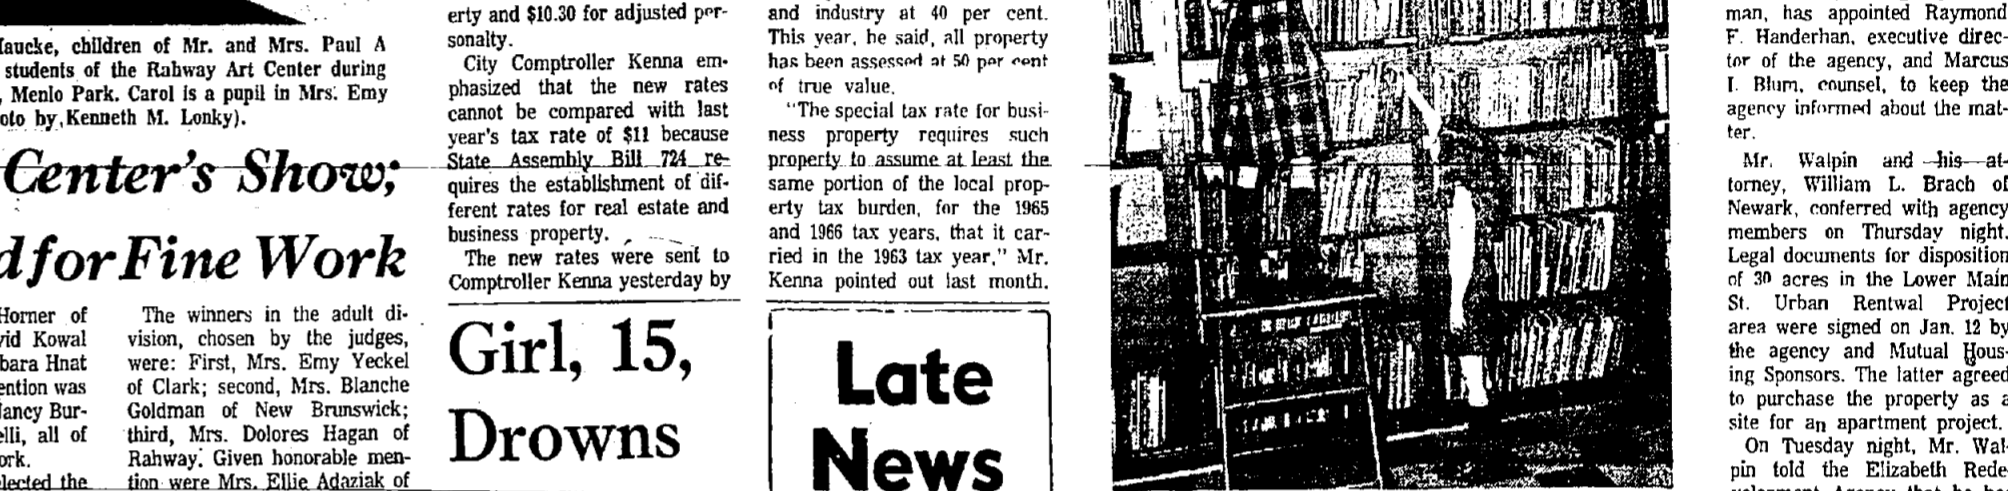 Haucke, children of Mr. and Mrs. Paul A
students of the Rahway Art Center during
, Menlo Park. Carol is a pupil in Mrs. Emy
oto by Kenneth M. Lonky).
Center's Show;
d for Fine Work
Horner of
vid Kowal
bara Hnat
ention was
Nancy Bur-
elli, all of
ork.
lected the
The winners in the adult di-
vision, chosen by the judges,
were: First, Mrs. Emy Yeckel
of Clark; second, Mrs. Blanche
Goldman of New Brunswick;
third, Mrs. Dolores Hagan of
Rahway. Given honorable men-
tion were Mrs. Ellie Adaziak of
erty and $10.30 for adjusted per-
sonalty.
City Comptroller Kenna em-
phasized that the new rates
cannot be compared with last
year's tax rate of $11 because
State Assembly Bill 724 re-
quires the establishment of dif-
ferent rates for real estate and
business property.
The new rates were sent to
Comptroller Kenna yesterday by
Girl, 15,
Drowns
and industry at 40 per cent.
This year, he said, all property
has been assessed at 50 per cent
of true value.
"The special tax rate for busi-
ness property requires such
property to assume at least the
same portion of the local prop-
erty tax burden, for the 1965
and 1966 tax years, that it car-
ried in the 1963 tax year," Mr.
Kenna pointed out last month.
Late
News
man, has appointed Raymond
F. Handerhan, executive direc-
tor of the agency, and Marcus
I. Blum, counsel, to keep the
agency informed about the mat-
ter.
Mr. Walpin and his at-
torney, William L. Brach of
Newark, conferred with agency
members on Thursday night.
Legal documents for disposition
of 30 acres in the Lower Main
St. Urban Rentwal Project
area were signed on Jan. 12 by
the agency and Mutual Hous-
ing Sponsors. The latter agreed
to purchase the property as a
site for an apartment project.
On Tuesday night, Mr. Wal-
pin told the Elizabeth Rede-